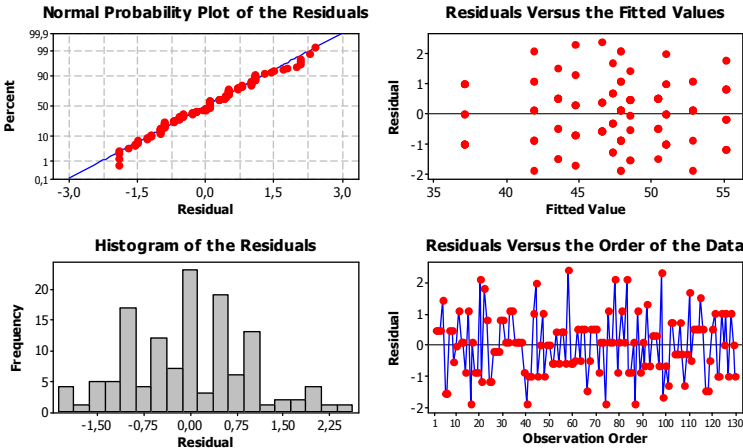 Normal Probability Plot of the Residuals
99,9
99
90
50
10
1
0,1
Percent
-3,0 -1,5 0,0 1,5 3,0
Residual
Residuals Versus the Fitted Values
2
1
0
-1
-2
Residual
35 40 45 50 55
Fitted Value
Histogram of the Residuals
20
15
10
5
0
Frequency
-1,50 -0,75 0,00 0,75 1,50 2,25
Residual
Residuals Versus the Order of the Data
2
1
0
-1
-2
Residual
1 10 20 30 40 50 60 70 80 90 100 110 120 130
Observation Order